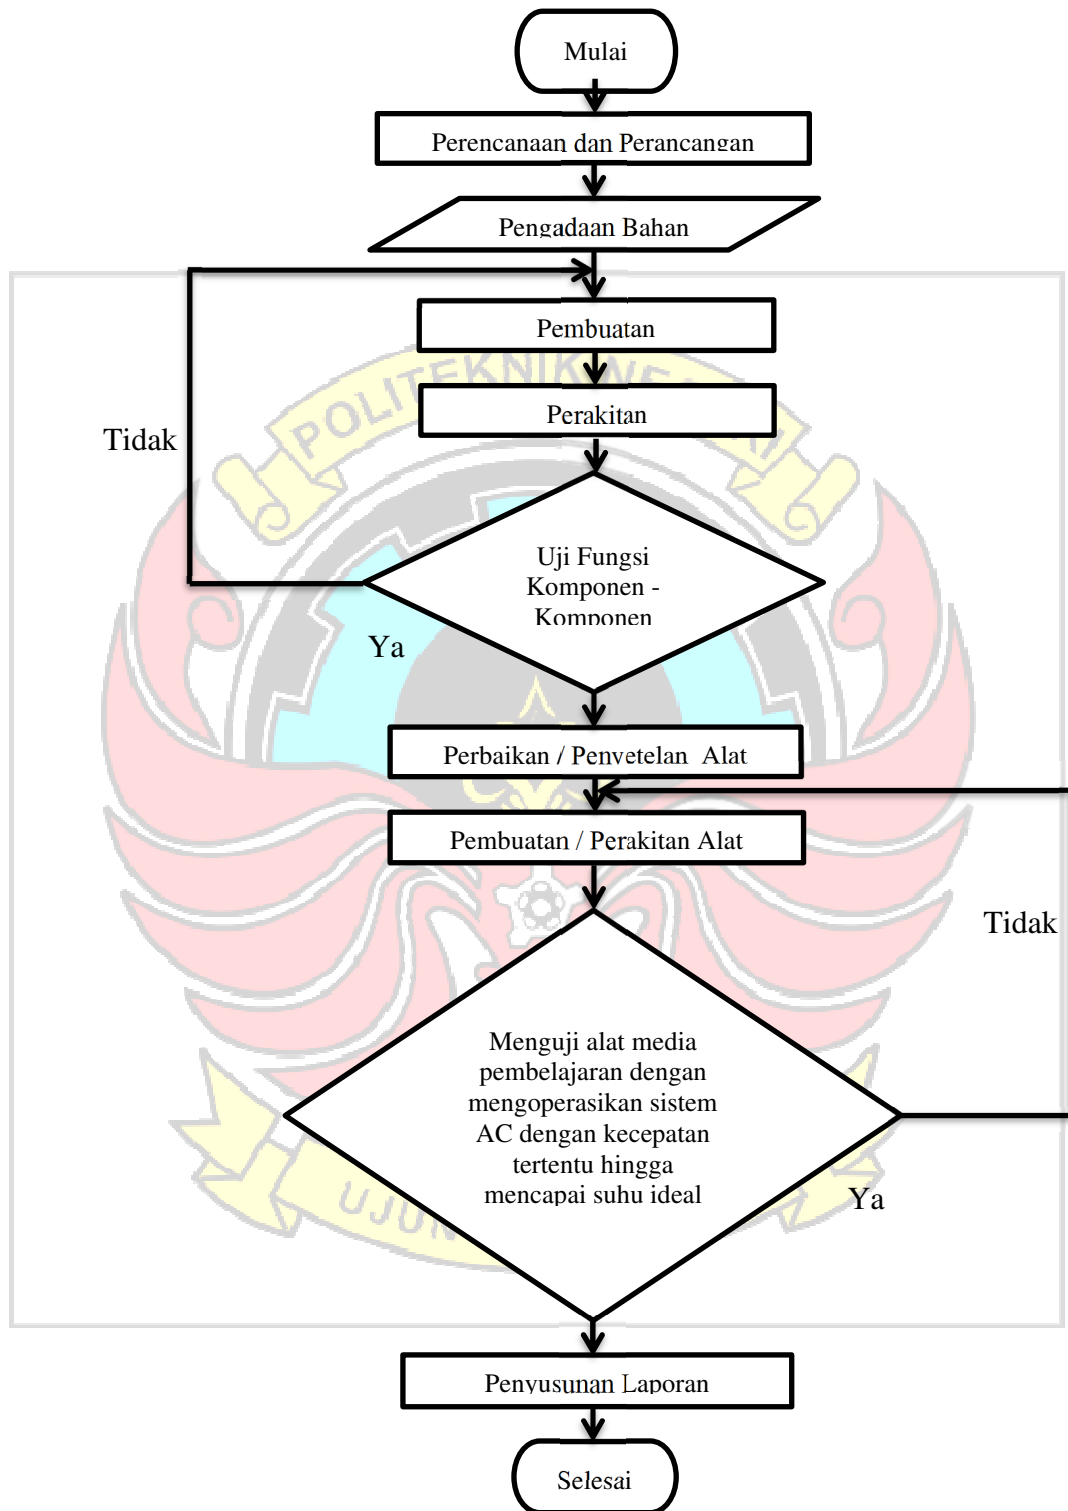 Mulai
Perencanaan dan Perancangan
Pengadaan Bahan
Pembuatan
POLITEKNIK NEGERI
Perakitan
Tidak
Uji Fungsi
Komponen -
Komponen
Ya
Perbaikan / Penyetelan Alat
Pembuatan / Perakitan Alat
Tidak
Menguji alat media
pembelajaran dengan
mengoperasikan sistem
AC dengan kecepatan
tertentu hingga
mencapai suhu ideal
Ya
Penyusunan Laporan
Selesai